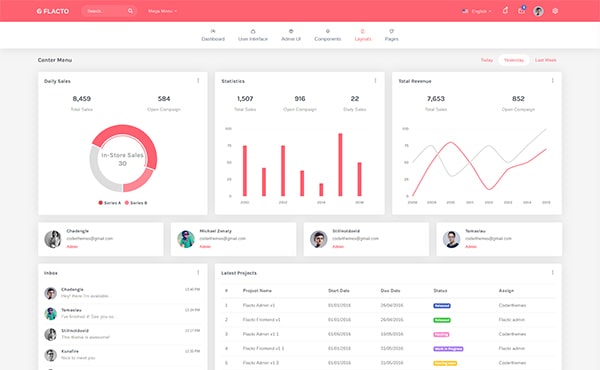 FLACTO Search... Mega Menu English
Dashboard User Interface Admin UI Components Layouts Pages
Center Menu Today Yesterday Last Week
Daily Sales
8,459 584
Total Sales Open Campaign
In-Store Sales
30
Series A Series B
Statistics
1,507 916 22
Total Sales Open Campaign Daily Sales
100
75
50
25
0
2010 2012 2014 2016
Total Revenue
7,653 852
Total Sales Open Campaign
100
75
50
25
0
2008 2009 2010 2011 2012 2013 2014 2015
Chadengle
coderthemes@gmail.com
Admin
Michael Zenaty
coderthemes@gmail.com
Admin
Stillnotdavid
coderthemes@gmail.com
Admin
Tomaslau
coderthemes@gmail.com
Admin
Inbox
Chadengle 13:40 PM
Hey! there I'm available...
Tomaslau 13:34 PM
I've finished it! See you so...
Stillnotdavid 13:17 PM
This theme is awesome!
Kurafire 12:20 PM
Nice to meet you
Latest Projects
# Project Name Start Date Due Date Status Assign
1 Flacto Admin v1 01/01/2016 26/04/2016 Released Coderthemes
2 Flacto Frontend v1 01/01/2016 26/04/2016 Released Coderthemes
3 Flacto Admin v1.1 01/05/2016 10/05/2016 Pending Coderthemes
4 Flacto Frontend v1.1 01/01/2016 31/05/2016 Work in Progress Coderthemes
5 Flacto Admin v1.3 01/01/2016 31/05/2016 Coming soon Coderthemes